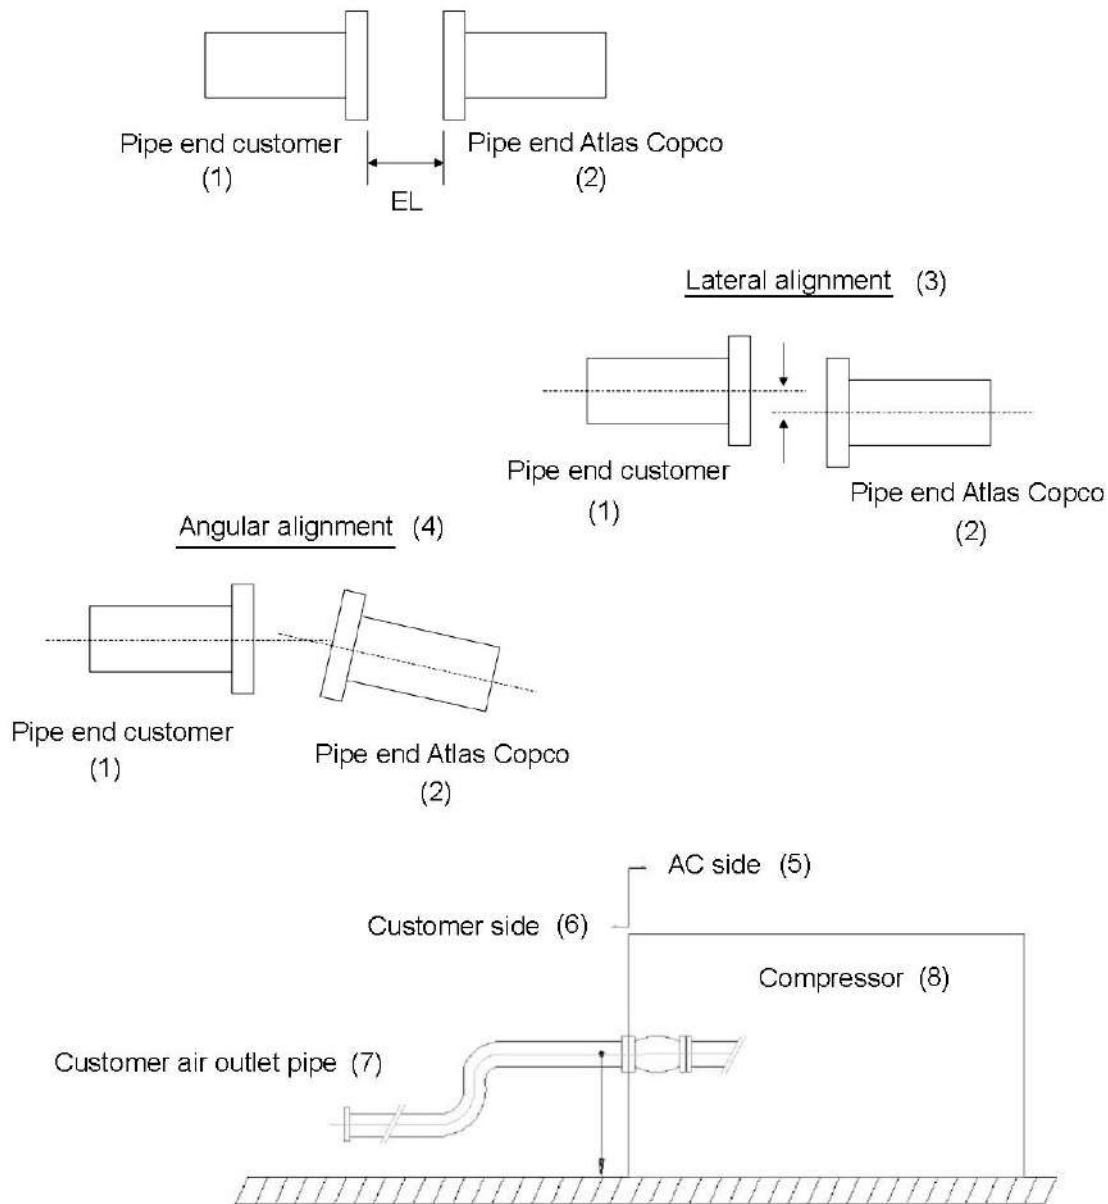 Pipe end customer
(1)
Pipe end Atlas Copco
(2)
EL
Lateral alignment (3)
Pipe end customer
(1)
Pipe end Atlas Copco
(2)
Angular alignment (4)
Pipe end customer
(1)
Pipe end Atlas Copco
(2)
AC side (5)
Customer side (6)
Compressor (8)
Customer air outlet pipe (7)